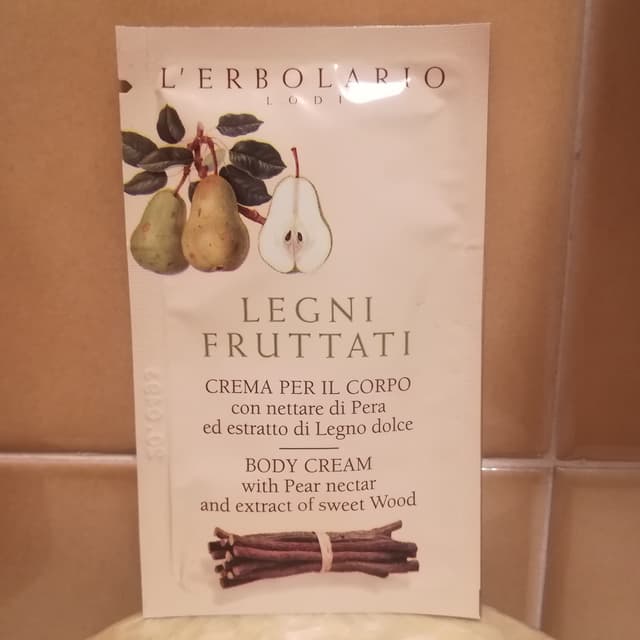 L'ERBOLARIO
LODI
LEGNI
FRUTTATI
CREMA PER IL CORPO
con nettare di Pera
ed estratto di Legno dolce
BODY CREAM
with Pear nectar
and extract of sweet Wood